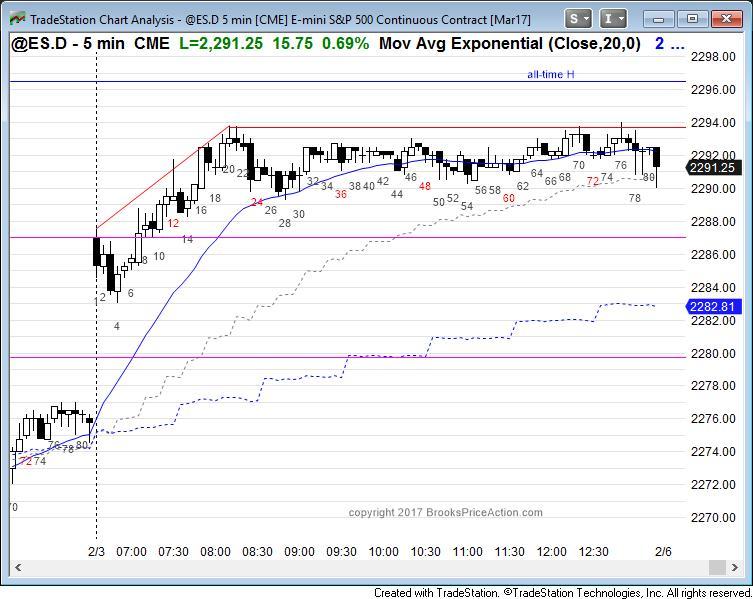 TradeStation Chart Analysis - @ES.D 5 min [CME] E-mini S&P 500 Continuous Contract [Mar17]
S I
@ES.D - 5 min CME L=2,291.25 15.75 0.69% Mov Avg Exponential (Close,20,0) 2 ...
2298.00
all-time H
2296.00
2294.00
2292.00
2291.25
2290.00
2288.00
2286.00
2284.00
2282.81
2282.00
2280.00
2278.00
2276.00
2274.00
2272.00
2270.00
70 72 74 76 78 80
2 4 6 8 10 12 14 16 18 20 22 24 26 28 30 32 34 36 38 40 42 44 46 48 50 52 54 56 58 60 62 64 66 68 70 72 74 76 78 80
copyright 2017 BrooksPriceAction.com
2/3 07:00 07:30 08:00 08:30 09:00 09:30 10:00 10:30 11:00 11:30 12:00 12:30 2/6
Created with TradeStation. ©TradeStation Technologies, Inc. All rights reserved.